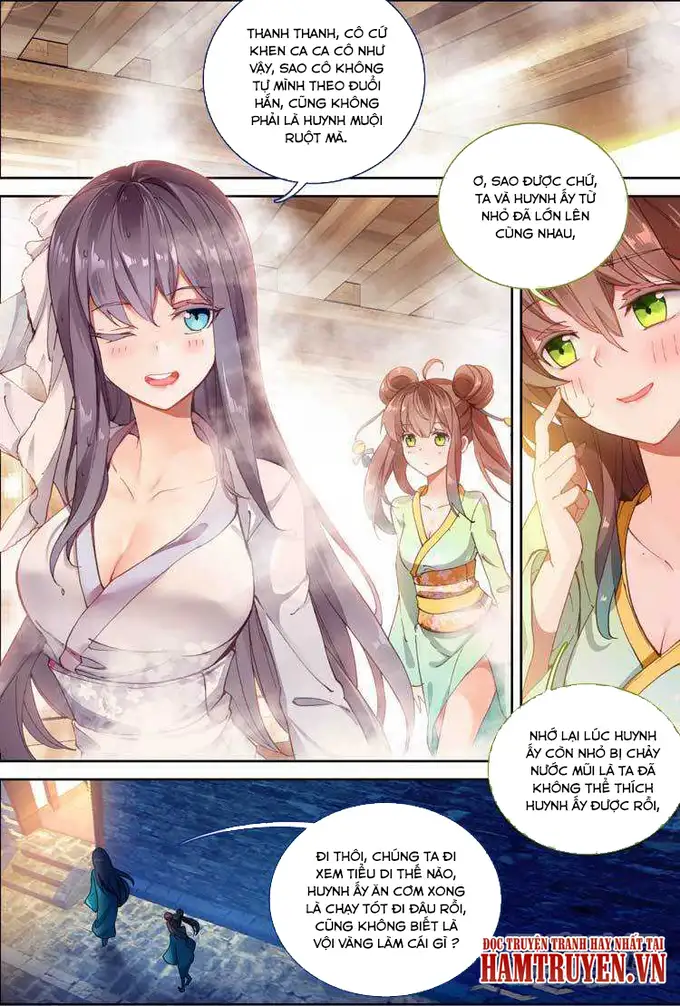 THANH THANH, CÔ CỨ
KHEN CA CA CÔ NHƯ
VẬY, SAO CÔ KHÔNG
TỰ MÌNH THEO ĐUỔI
HẮN, CŨNG KHÔNG
PHẢI LÀ HUYNH MUỘI
RUỘT MÀ.
Ơ, SAO ĐƯỢC CHỨ,
TA VÀ HUYNH ẤY TỪ
NHỎ ĐÃ LỚN LÊN
CÙNG NHAU,
NHỚ LẠI LÚC HUYNH
ẤY CÒN NHỎ BỊ CHẢY
NƯỚC MŨI LÀ TA ĐÃ
KHÔNG THỂ THÍCH
HUYNH ẤY ĐƯỢC RỒI,
ĐI THÔI, CHÚNG TA ĐI
XEM TIỂU DI THẾ NÀO,
HUYNH ẤY ĂN CƠM XONG
LÀ CHẠY TÓT ĐI ĐÂU RỒI,
CŨNG KHÔNG BIẾT LÀ
VỘI VÀNG LÀM CÁI GÌ ?
ĐỌC TRUYỆN TRANH HAY NHẤT TẠI
HAMTRUYEN.VN